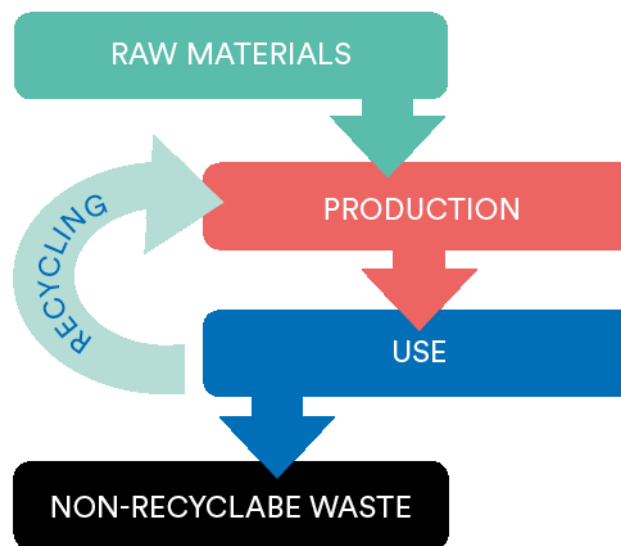 RAW MATERIALS
PRODUCTION
RECYCLING
USE
NON-RECYCLABE WASTE